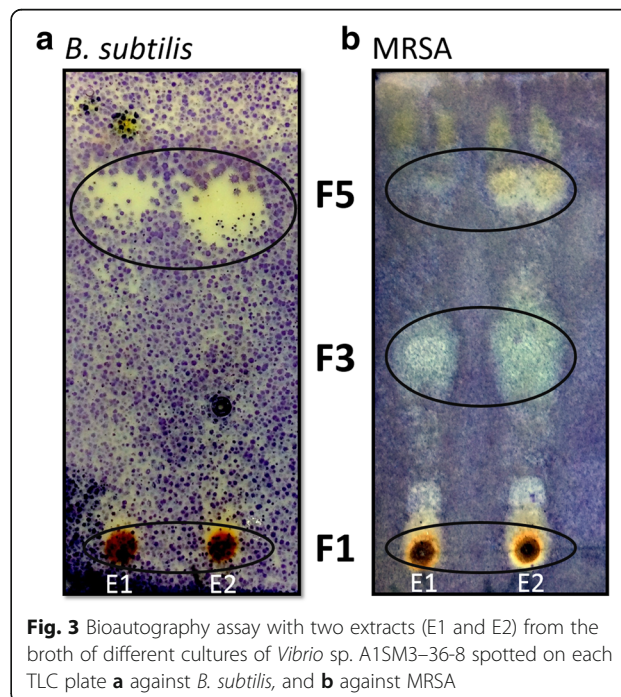 a B. subtilis
b MRSA
F5
F3
F1
E1 E2
E1 E2
Fig. 3 Bioautography assay with two extracts (E1 and E2) from the
broth of different cultures of Vibrio sp. A1SM3–36-8 spotted on each
TLC plate a against B. subtilis, and b against MRSA